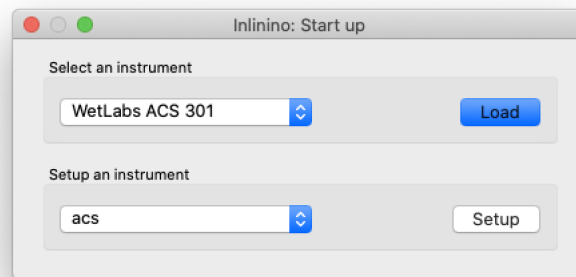 Inlinino: Start up
Select an instrument
WetLabs ACS 301
Load
Setup an instrument
acs
Setup